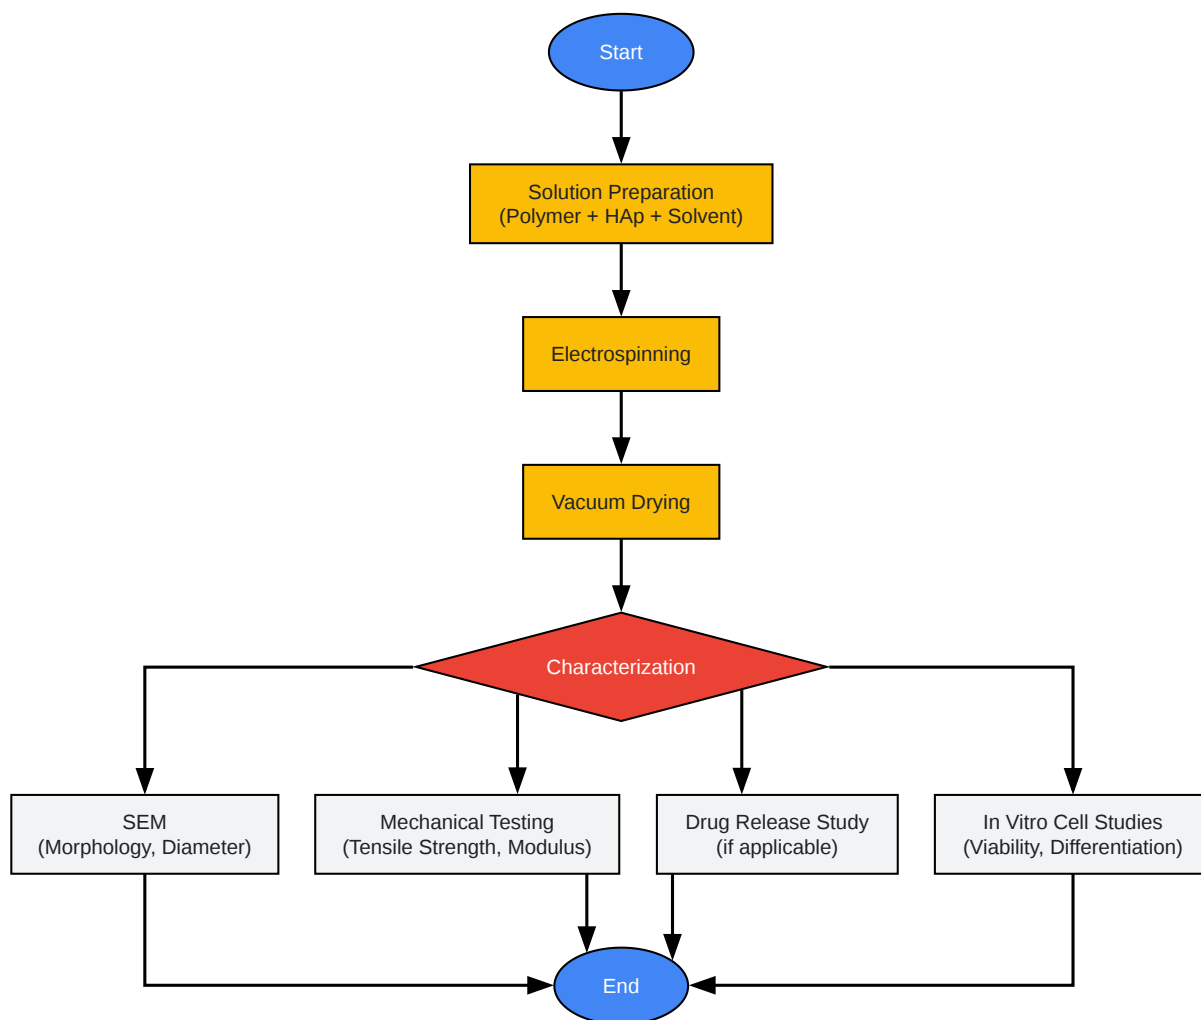 Start
Solution Preparation
(Polymer + HAp + Solvent)
Electrospinning
Vacuum Drying
Characterization
SEM
(Morphology, Diameter)
Mechanical Testing
(Tensile Strength, Modulus)
Drug Release Study
(if applicable)
In Vitro Cell Studies
(Viability, Differentiation)
End